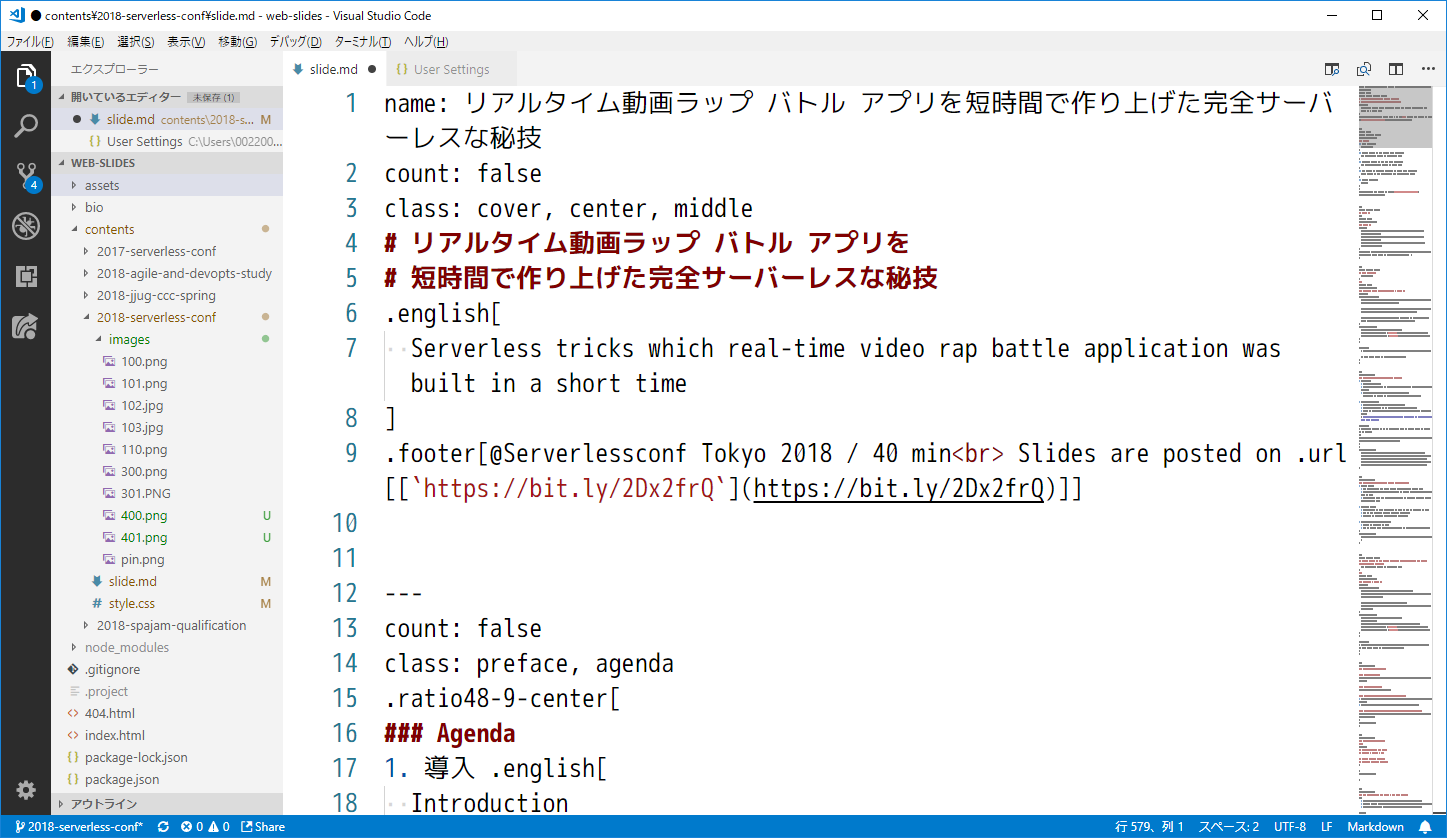 ● contents¥2018-serverless-conf¥slide.md - web-slides - Visual Studio Code
ファイル(F) 編集(E) 選択(S) 表示(V) 移動(G) デバッグ(D) ターミナル(T) ヘルプ(H)
1
4
エクスプローラー
開いているエディター 未保存 (1)
● slide.md contents\2018-s... M
{} User Settings C:\Users\002200...
WEB-SLIDES
assets
bio
contents
2017-serverless-conf
2018-agile-and-devopts-study
2018-jjug-ccc-spring
2018-serverless-conf
images
100.png
101.png
102.jpg
103.jpg
110.png
300.png
301.PNG
400.png U
401.png U
pin.png
slide.md M
# style.css M
2018-spajam-qualification
node_modules
.gitignore
.project
<> 404.html
<> index.html
{} package-lock.json
{} package.json
アウトライン
slide.md ● {} User Settings
1 name: リアルタイム動画ラップ バトル アプリを短時間で作り上げた完全サーバ
ーレスな秘技
2 count: false
3 class: cover, center, middle
4 # リアルタイム動画ラップ バトル アプリを
5 # 短時間で作り上げた完全サーバーレスな秘技
6 .english[
7 ··Serverless tricks which real-time video rap battle application was
built in a short time
8 ]
9 .footer[@Serverlessconf Tokyo 2018 / 40 min<br> Slides are posted on .url
[[`https://bit.ly/2Dx2frQ`](https://bit.ly/2Dx2frQ)]]
10
11
12 ---
13 count: false
14 class: preface, agenda
15 .ratio48-9-center[
16 ### Agenda
17 1. 導入 .english[
18 ··Introduction
2018-serverless-conf* 0 0 Share
行 579、列 1 スペース: 2 UTF-8 LF Markdown